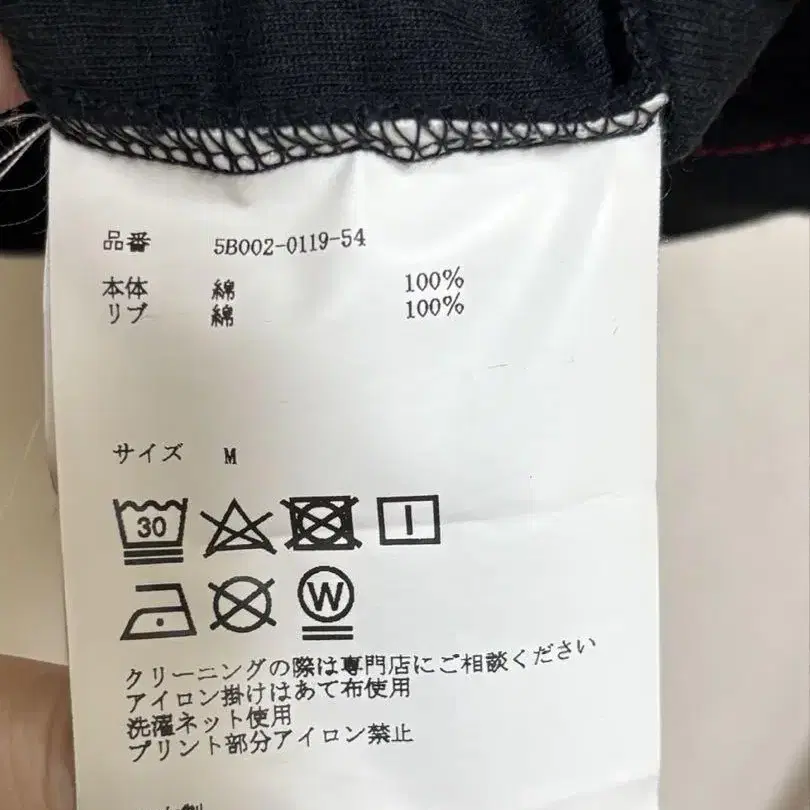 品番 5B002-0119-54
本体 綿 100%
リブ 綿 100%
サイズ M
30
W
クリーニングの際は専門店にご相談ください
アイロン掛けはあて布使用
洗濯ネット使用
プリント部分アイロン禁止